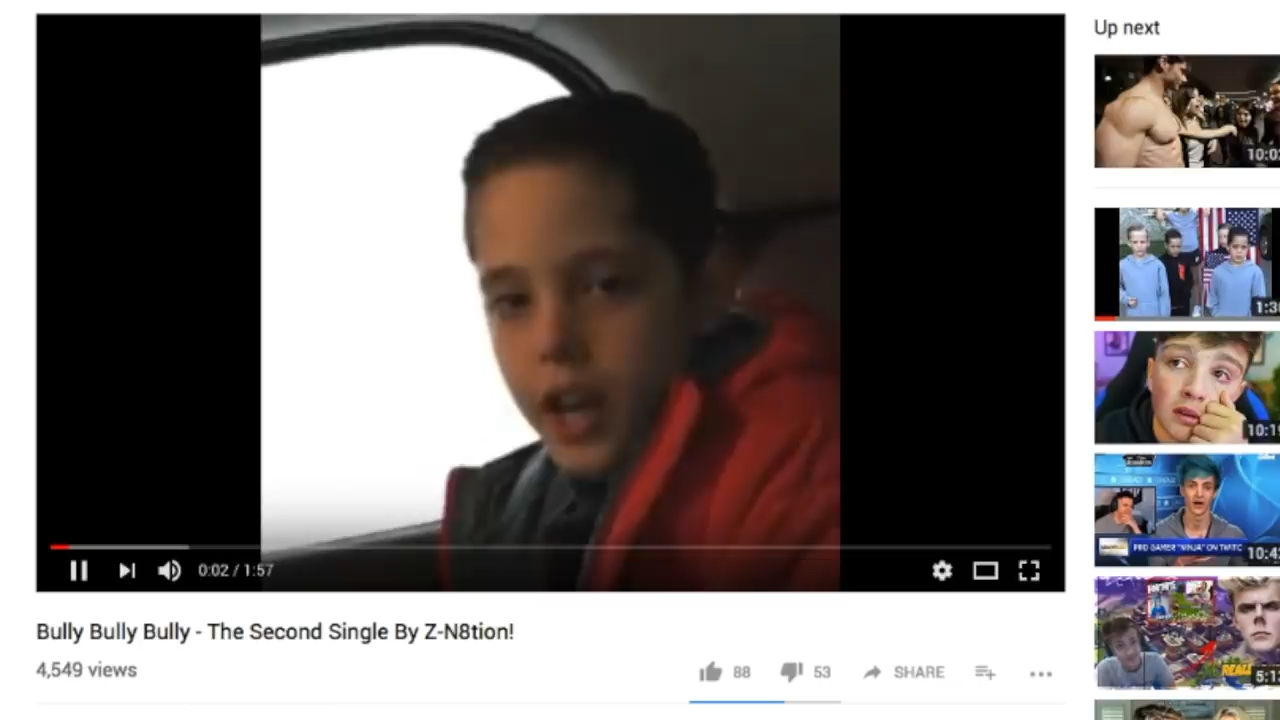 Up next
10:0
1:3
10:1
PRO GAMER "NINJA" ON TWITC
10:4
REAL
5:1
0:02 / 1:57
Bully Bully Bully - The Second Single By Z-N8tion!
4,549 views
88
53
SHARE